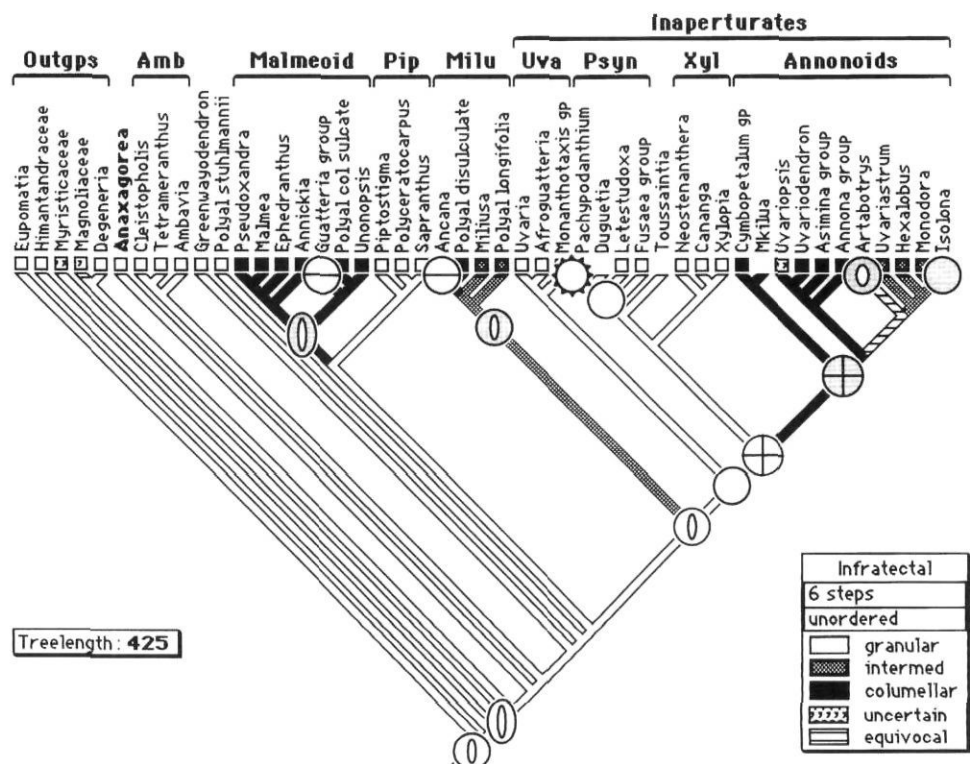 Inaperturates
Outgps Amb Malmeoid Pip Milu Uva Psyn Xyl Annonoids
Eupomatia
Himantandraceae
Myristicaceae
Magnoliaceae
Degeneria
Anaxagorea
Cleistopholis
Tetrameranthus
Ambavia
Greenwayodendron
Polyal stuhlmannii
Pseudoxandra
Malmea
Ephedranthus
Annickia
Guatteria group
Polyal col sulcate
Unonopsis
Piptostigma
Polyceratocarpus
Sapranthus
Ancana
Polyal disulculate
Miliusa
Polyal longifolia
Uvaria
Afroguatteria
Monanthotaxis gp
Pachypodanthium
Duguetia
Letestudoxa
Fusaea group
Toussaintia
Neostenanthera
Cananga
Xylopia
Cymbopetalum gp
Mkilua
Uvariopsis
Uvariodendron
Asimina group
Annona group
Artabotrys
Uvariastrum
Hexalobus
Monodora
Isolona
Infratectal
6 steps
unordered
granular
intermed
columellar
uncertain
equivocal
Treelength: 425